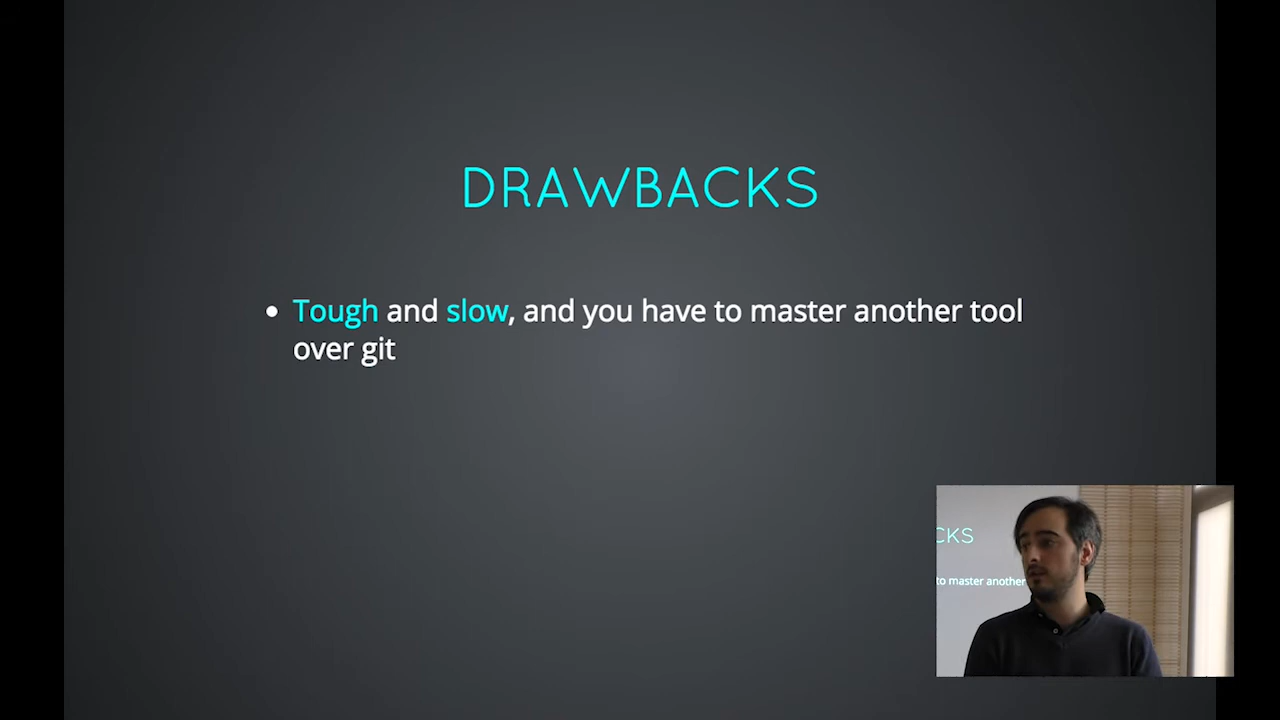 DRAWBACKS
• Tough and slow, and you have to master another tool
over git
CKS
to master another